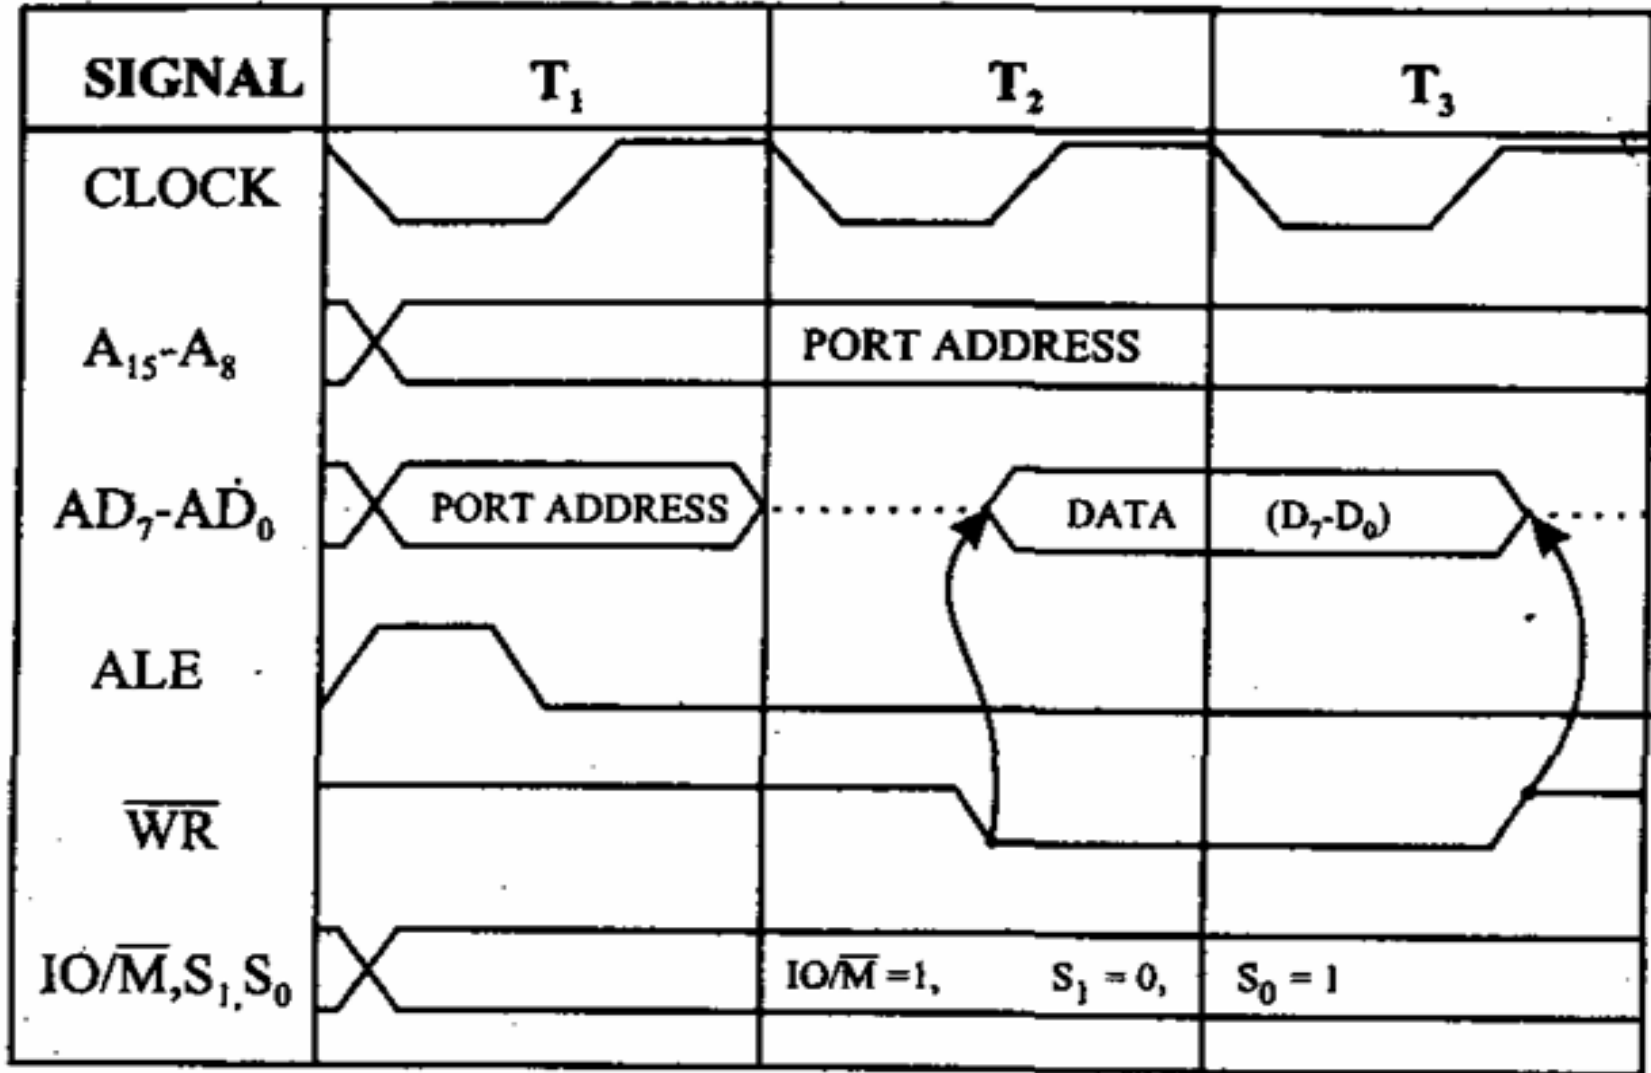 SIGNAL T₁ T₂ T₃
CLOCK
A₁₅-A₈ PORT ADDRESS
AD₇-AD₀ PORT ADDRESS DATA (D₇-D₀)
ALE
W̅R̅
IO/M̅,S₁,S₀ IO/M̅ =1, S₁ = 0, S₀ = 1